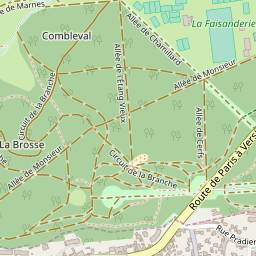 de Marnes
La Faisanderie
Combleval
Allée de Chamillard
Allée de l'Étang Vieux
Allée de Monsieur
Circuit de la Branche
Allée de Cerfs
La Brosse
Allée de Monsieur
Circuit de la Branche
Route de Paris à Vers
Rue Pradier